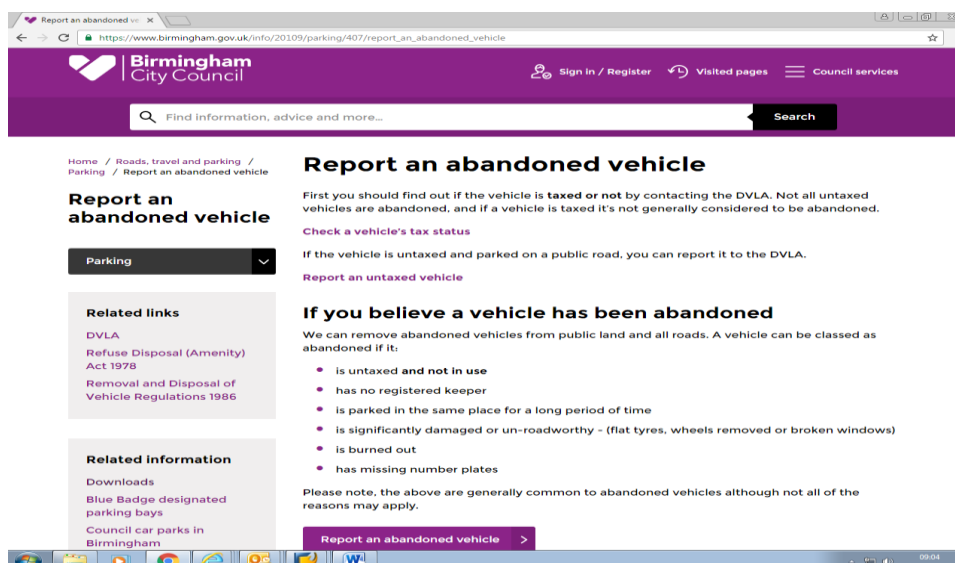 Report an abandoned ve
https://www.birmingham.gov.uk/info/20109/parking/407/report_an_abandoned_vehicle
Birmingham
City Council
Sign in / Register
Visited pages
Council services
Find information, advice and more...
Search
Home / Roads, travel and parking /
Parking / Report an abandoned vehicle
Report an
abandoned vehicle
Parking
Related links
DVLA
Refuse Disposal (Amenity)
Act 1978
Removal and Disposal of
Vehicle Regulations 1986
Related information
Downloads
Blue Badge designated
parking bays
Council car parks in
Birmingham
Report an abandoned vehicle
First you should find out if the vehicle is taxed or not by contacting the DVLA. Not all untaxed
vehicles are abandoned, and if a vehicle is taxed it's not generally considered to be abandoned.
Check a vehicle's tax status
If the vehicle is untaxed and parked on a public road, you can report it to the DVLA.
Report an untaxed vehicle
If you believe a vehicle has been abandoned
We can remove abandoned vehicles from public land and all roads. A vehicle can be classed as
abandoned if it:
is untaxed and not in use
has no registered keeper
is parked in the same place for a long period of time
is significantly damaged or un-roadworthy - (flat tyres, wheels removed or broken windows)
is burned out
has missing number plates
Please note, the above are generally common to abandoned vehicles although not all of the
reasons may apply.
Report an abandoned vehicle
09:04